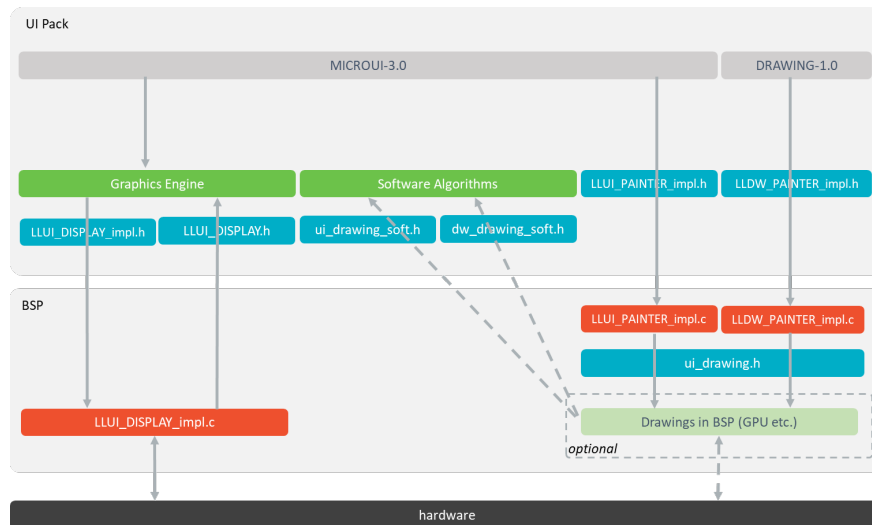 UI Pack
MICROUI-3.0
DRAWING-1.0
Graphics Engine
Software Algorithms
LLUI_PAINTER_impl.h
LLDW_PAINTER_impl.h
LLUI_DISPLAY_impl.h
LLUI_DISPLAY.h
ui_drawing_soft.h
dw_drawing_soft.h
BSP
LLUI_PAINTER_impl.c
LLDW_PAINTER_impl.c
ui_drawing.h
LLUI_DISPLAY_impl.c
Drawings in BSP (GPU etc.)
optional
hardware